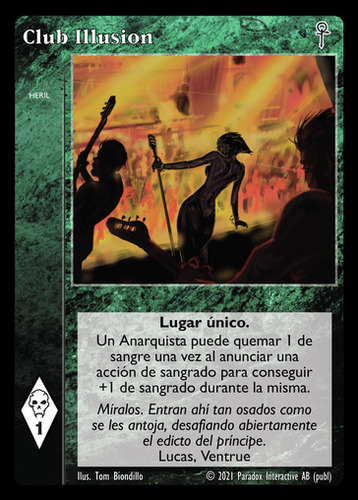 Club Illusion
HERIL
Lugar único.
Un Anarquista puede quemar 1 de
sangre una vez al anunciar una
acción de sangrado para conseguir
+1 de sangrado durante la misma.
Míralos. Entran ahí tan osados como
se les antoja, desafiando abiertamente
el edicto del príncipe.
Lucas, Ventrue
1
Ilus. Tom Biondillo
© 2021 Paradox Interactive AB (publ)